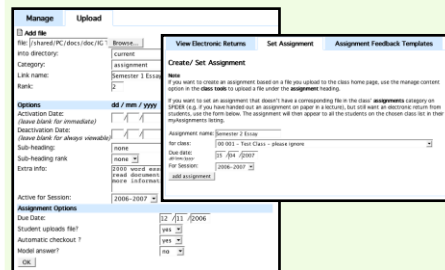 Manage Upload
Add file
file: /shared/PC/docs/doc/IG T Browse...
into directory: current
Category: assignment
Link name: Semester 1 Essay
Rank: 2
Options dd / mm / yyyy
Activation Date:
(leave blank for immediate) / /
Deactivation Date:
(leave blank for always viewable) / /
Sub-heading: none
Sub-heading rank none
Extra info: 2000 word
read document
more informat
Active for Session: 2006-2007
Assignment Options
Due Date: 12 /11 /2006
Student uploads file? yes
Automatic checkout ? yes
Model answer? no
OK
View Electronic Returns Set Assignment Assignment Feedback Templates
Create/ Set Assignment
Note
If you want to create an assignment based on a file you upload to the class home page, use the manage content
option in the class tools to upload a file under the assignment heading.
If you want to set an assignment that doesn't have a corresponding file in the class' assignments category on
SPIDER (e.g. if you have handed out an assignment on paper in a lecture), but still want an electronic return from
students, use the form below. The assignment will then appear to all the students on the chosen class list in their
myAssignments listing.
Assignment name: Semester 2 Essay
for class: 00 001 - Test Class - please ignore
Due date: 15 /04 /2007
For Session: 2006-2007
add assignment